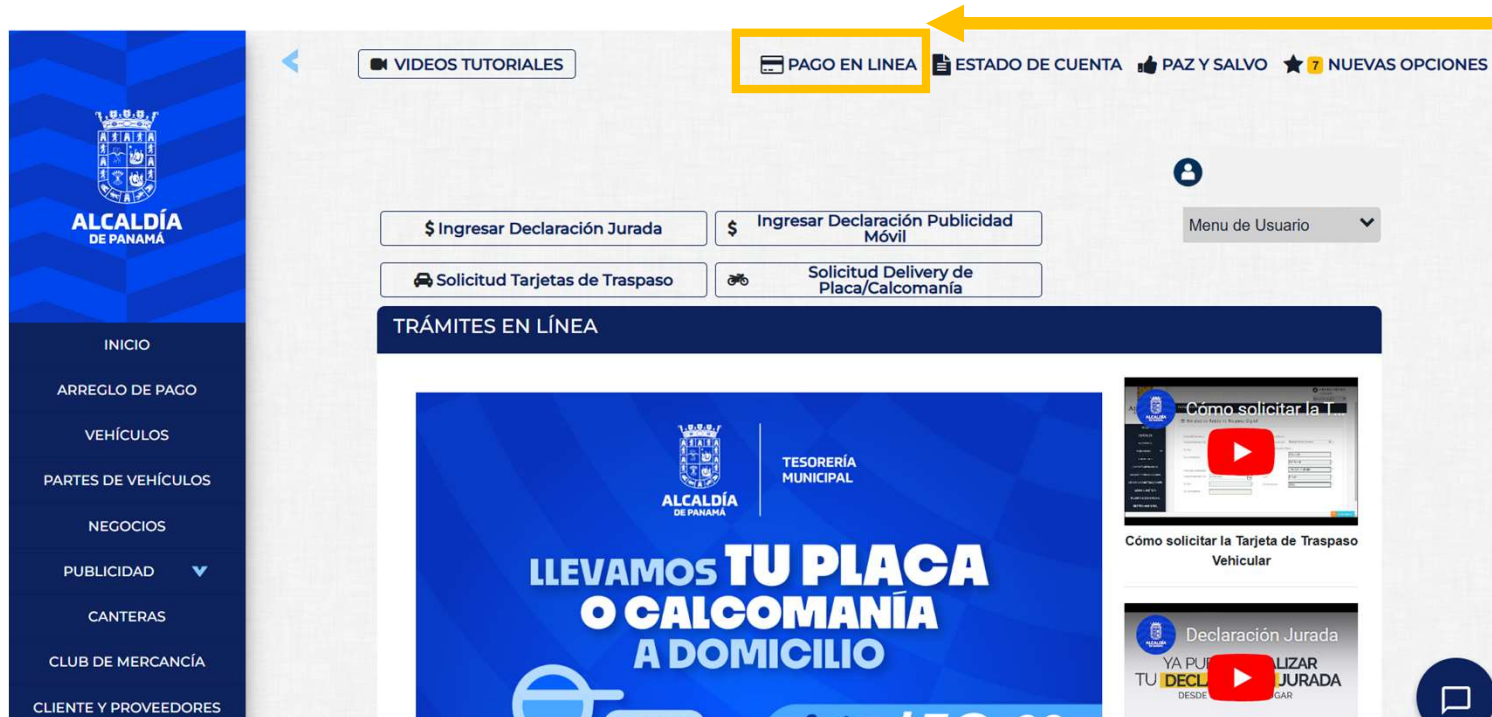 VIDEOS TUTORIALES
PAGO EN LINEA
ESTADO DE CUENTA
PAZ Y SALVO
7 NUEVAS OPCIONES
ALCALDÍA
DE PANAMÁ
$ Ingresar Declaración Jurada
$ Ingresar Declaración Publicidad
Móvil
Menu de Usuario
Solicitud Tarjetas de Traspaso
Solicitud Delivery de
Placa/Calcomanía
TRÁMITES EN LÍNEA
INICIO
ARREGLO DE PAGO
VEHÍCULOS
PARTES DE VEHÍCULOS
NEGOCIOS
PUBLICIDAD
CANTERAS
CLUB DE MERCANCÍA
CLIENTE Y PROVEEDORES
ALCALDÍA
DE PANAMÁ
TESORERÍA
MUNICIPAL
LLEVAMOS TU PLACA
O CALCOMANÍA
A DOMICILIO
Cómo solicitar la T...
Cómo solicitar la Tarjeta de Traspaso
Vehicular
Declaración Jurada
TU
JURADA
DESDE